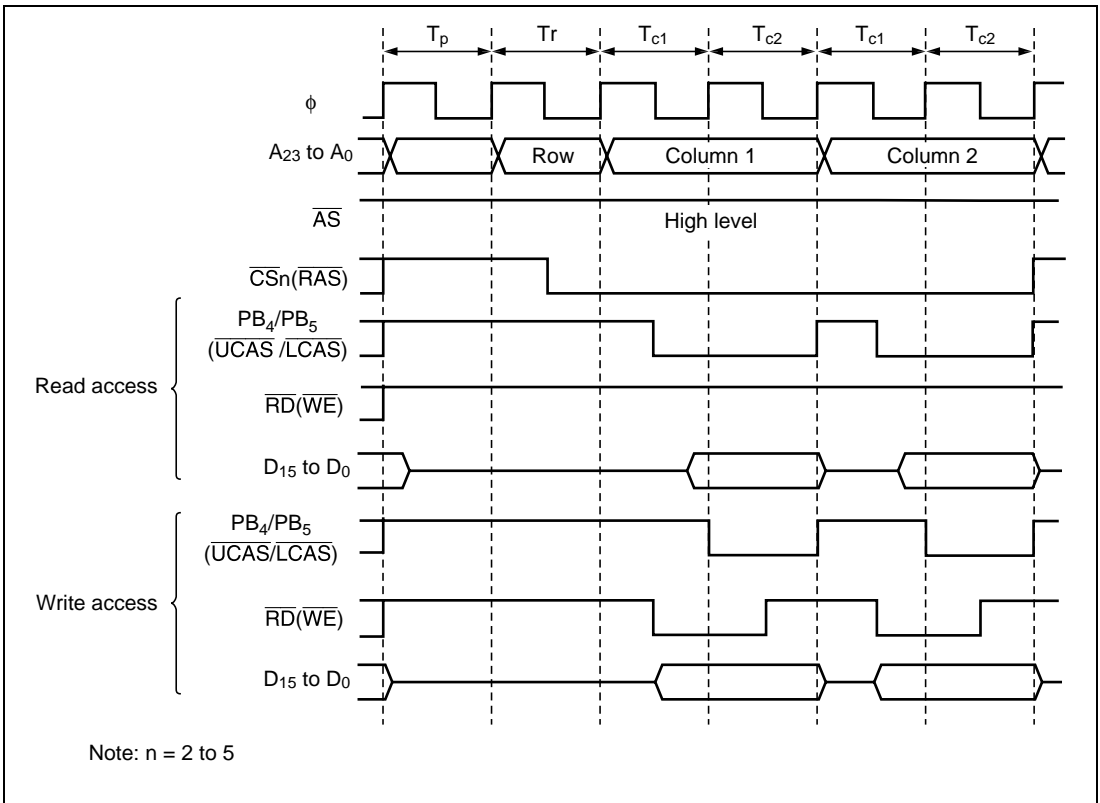 Tp Tr Tc1 Tc2 Tc1 Tc2
φ
A23 to A0 Row Column 1 Column 2
AS High level
CSn(RAS)
PB4/PB5
(UCAS /LCAS)
Read access
RD(WE)
D15 to D0
PB4/PB5
(UCAS/LCAS)
Write access
RD(WE)
D15 to D0
Note: n = 2 to 5